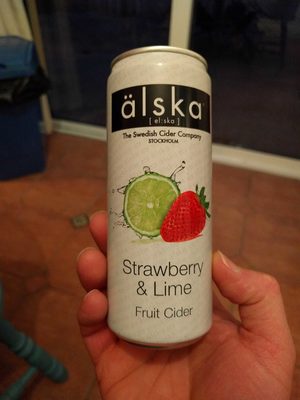 älska
[ el:ska ]
The Swedish Cider Company
STOCKHOLM
Strawberry
& Lime
Fruit Cider